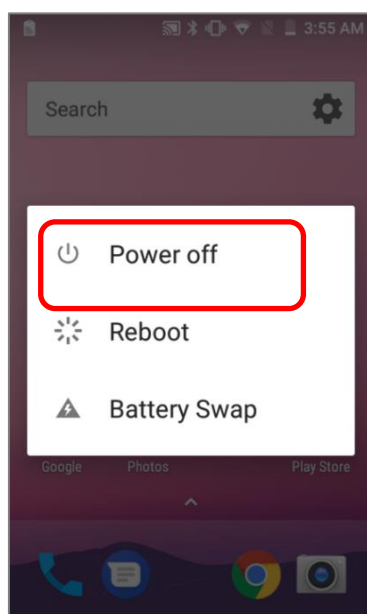 3:55 AM
Search
Power off
Reboot
Battery Swap
Google Photos Play Store